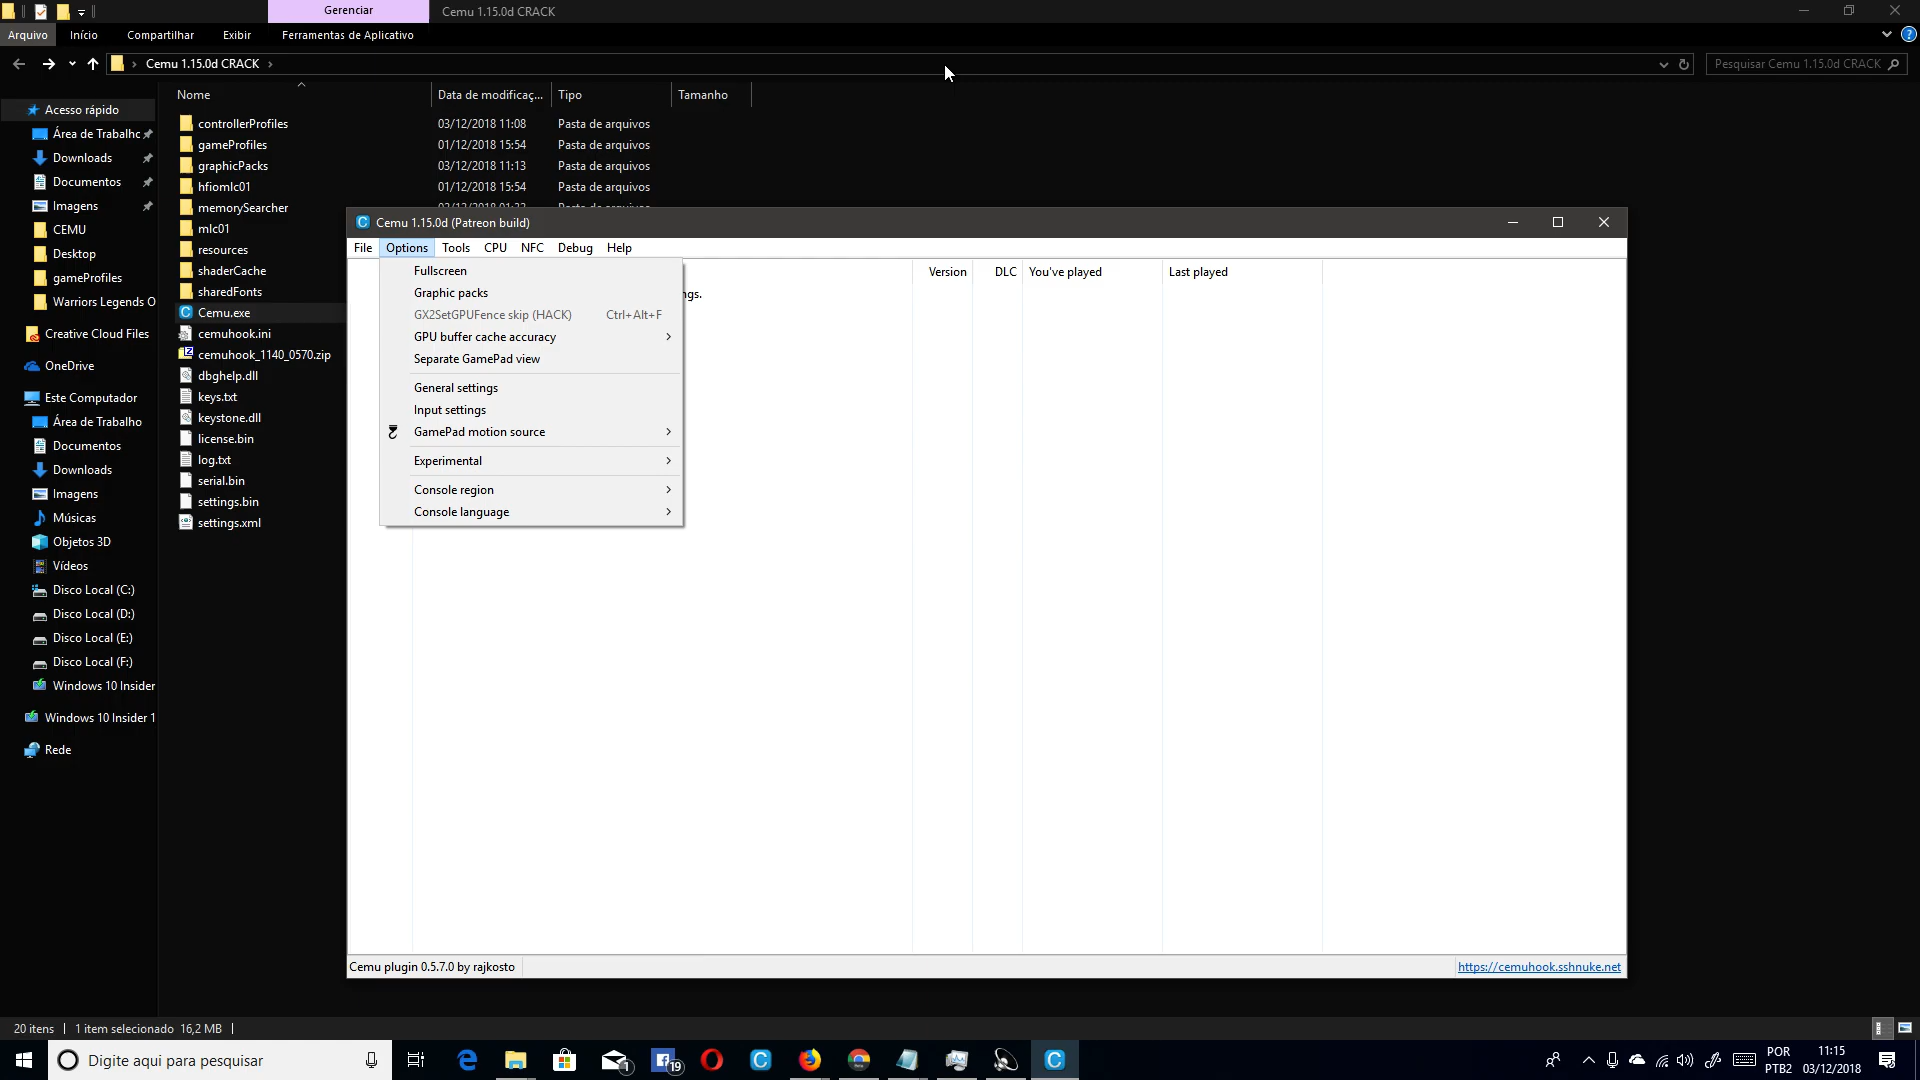 Gerenciar
Cemu 1.15.0d CRACK
Arquivo
Início
Compartilhar
Exibir
Ferramentas de Aplicativo
Cemu 1.15.0d CRACK
Pesquisar Cemu 1.15.0d CRACK
Nome
Data de modificaç...
Tipo
Tamanho
Acesso rápido
Área de Trabalhc
Downloads
Documentos
Imagens
CEMU
Desktop
gameProfiles
Warriors Legends O
Creative Cloud Files
OneDrive
Este Computador
Área de Trabalho
Documentos
Downloads
Imagens
Músicas
Objetos 3D
Vídeos
Disco Local (C:)
Disco Local (D:)
Disco Local (E:)
Disco Local (F:)
Windows 10 Insider
Windows 10 Insider 1
Rede
controllerProfiles 03/12/2018 11:08 Pasta de arquivos
gameProfiles 01/12/2018 15:54 Pasta de arquivos
graphicPacks 03/12/2018 11:13 Pasta de arquivos
hfiomlc01 01/12/2018 15:54 Pasta de arquivos
memorySearcher
mlc01
resources
shaderCache
sharedFonts
Cemu.exe
cemuhook.ini
cemuhook_1140_0570.zip
dbghelp.dll
keys.txt
keystone.dll
license.bin
log.txt
serial.bin
settings.bin
settings.xml
Cemu 1.15.0d (Patreon build)
File Options Tools CPU NFC Debug Help
Version DLC You've played Last played
ngs.
Fullscreen
Graphic packs
GX2SetGPUFence skip (HACK) Ctrl+Alt+F
GPU buffer cache accuracy
Separate GamePad view
General settings
Input settings
GamePad motion source
Experimental
Console region
Console language
Cemu plugin 0.5.7.0 by rajkosto
https://cemuhook.sshnuke.net
20 itens
1 item selecionado 16,2 MB
Digite aqui para pesquisar
1
19
POR
PTB2
11:15
03/12/2018